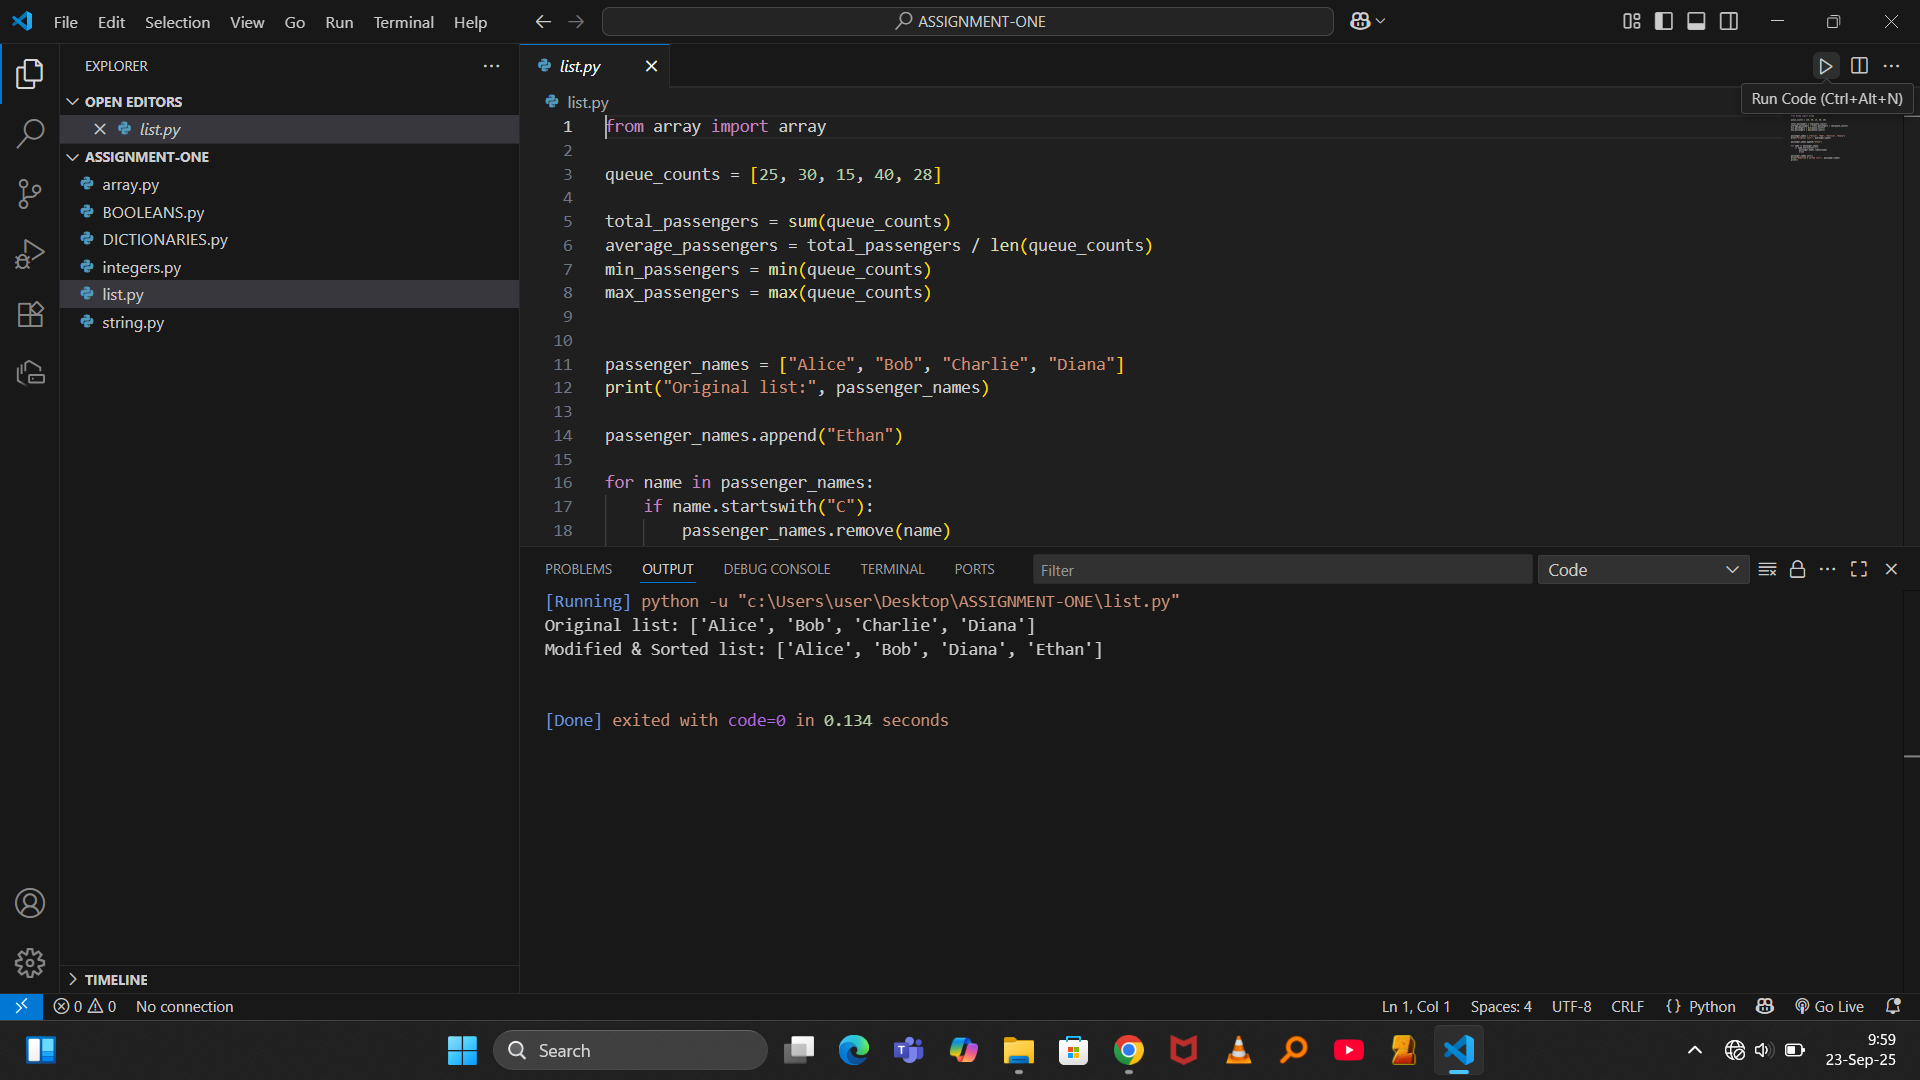 File Edit Selection View Go Run Terminal Help
ASSIGNMENT-ONE
EXPLORER
OPEN EDITORS
list.py
ASSIGNMENT-ONE
array.py
BOOLEANS.py
DICTIONARIES.py
integers.py
list.py
string.py
TIMELINE
list.py
Run Code (Ctrl+Alt+N)
list.py
1 from array import array
2
3 queue_counts = [25, 30, 15, 40, 28]
4
5 total_passengers = sum(queue_counts)
6 average_passengers = total_passengers / len(queue_counts)
7 min_passengers = min(queue_counts)
8 max_passengers = max(queue_counts)
9
10
11 passenger_names = ["Alice", "Bob", "Charlie", "Diana"]
12 print("Original list:", passenger_names)
13
14 passenger_names.append("Ethan")
15
16 for name in passenger_names:
17 if name.startswith("C"):
18 passenger_names.remove(name)
PROBLEMS OUTPUT DEBUG CONSOLE TERMINAL PORTS Filter Code
[Running] python -u "c:\Users\user\Desktop\ASSIGNMENT-ONE\list.py"
Original list: ['Alice', 'Bob', 'Charlie', 'Diana']
Modified & Sorted list: ['Alice', 'Bob', 'Diana', 'Ethan']
[Done] exited with code=0 in 0.134 seconds
0 0 No connection Ln 1, Col 1 Spaces: 4 UTF-8 CRLF {} Python Go Live
Search
9:59
23-Sep-25